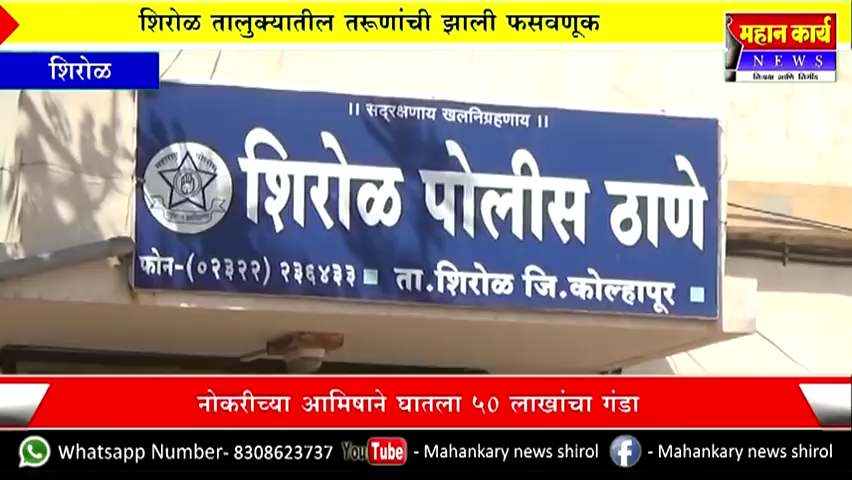 शिरोळ तालुक्यातील तरूणांची झाली फसवणूक
महान कार्य
NEWS
शिरोळ
॥ सद्‌रक्षणाय खलनिग्रहणाय ॥
महाराष्ट्र पोलीस
शिरोळ पोलीस ठाणे
फोन-(०२३२२) २३६४३३
ता.शिरोळ जि.कोल्हापूर
नोकरीच्या आमिषाने घातला ५० लाखांचा गंडा
Whatsapp Number- 8308623737 YouTube - Mahankary news shirol f - Mahankary news shirol